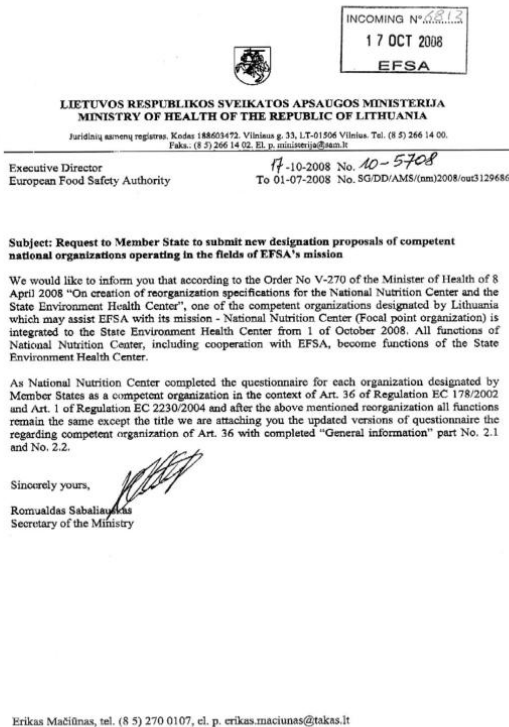 INCOMING Nº 6813
17 OCT 2008
EFSA
LIETUVOS RESPUBLIKOS SVEIKATOS APSAUGOS MINISTERIJA
MINISTRY OF HEALTH OF THE REPUBLIC OF LITHUANIA
Juridinių asmenų registras. Kodas 188603472. Vilniaus g. 33, LT-01506 Vilnius. Tel. (8 5) 266 14 00.
Faks.: (8 5) 266 14 02. El. p. ministerija@sam.lt
Executive Director
European Food Safety Authority
17-10-2008 No. 10-5708
To 01-07-2008 No. SG/DD/AMS/(nm)2008/out3129686
Subject: Request to Member State to submit new designation proposals of competent
national organizations operating in the fields of EFSA's mission
We would like to inform you that according to the Order No V-270 of the Minister of Health of 8
April 2008 "On creation of reorganization specifications for the National Nutrition Center and the
State Environment Health Center", one of the competent organizations designated by Lithuania
which may assist EFSA with its mission - National Nutrition Center (Focal point organization) is
integrated to the State Environment Health Center from 1 of October 2008. All functions of
National Nutrition Center, including cooperation with EFSA, become functions of the State
Environment Health Center.
As National Nutrition Center completed the questionnaire for each organization designated by
Member States as a competent organization in the context of Art. 36 of Regulation EC 178/2002
and Art. 1 of Regulation EC 2230/2004 and after the above mentioned reorganization all functions
remain the same except the title we are attaching you the updated versions of questionnaire the
regarding competent organization of Art. 36 with completed "General information" part No. 2.1
and No. 2.2.
Sincerely yours,
Romualdas Sabaliauskas
Secretary of the Ministry
Erikas Mačiūnas, tel. (8 5) 270 0107, el. p. erikas.maciunas@takas.lt